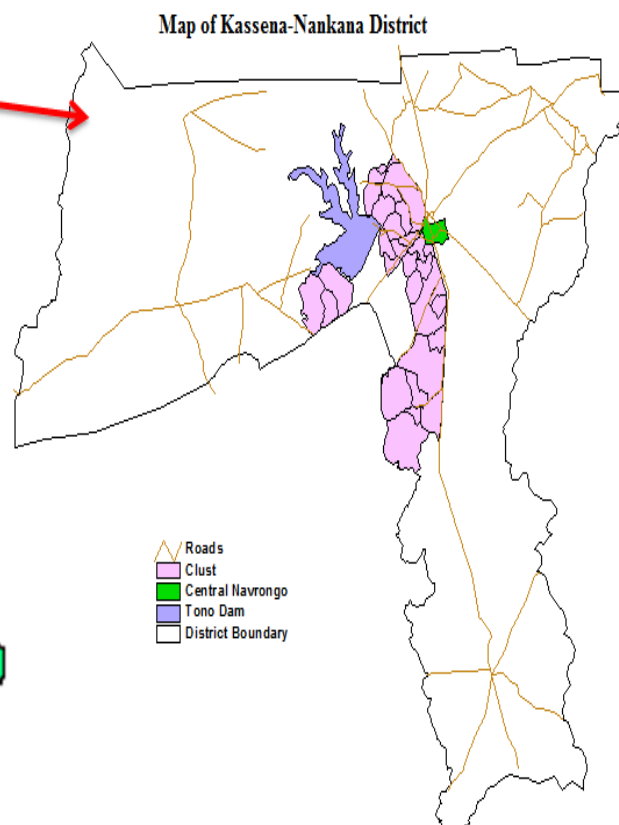 Map of Kassena-Nankana District
Roads
Clust
Central Navrongo
Tono Dam
District Boundary